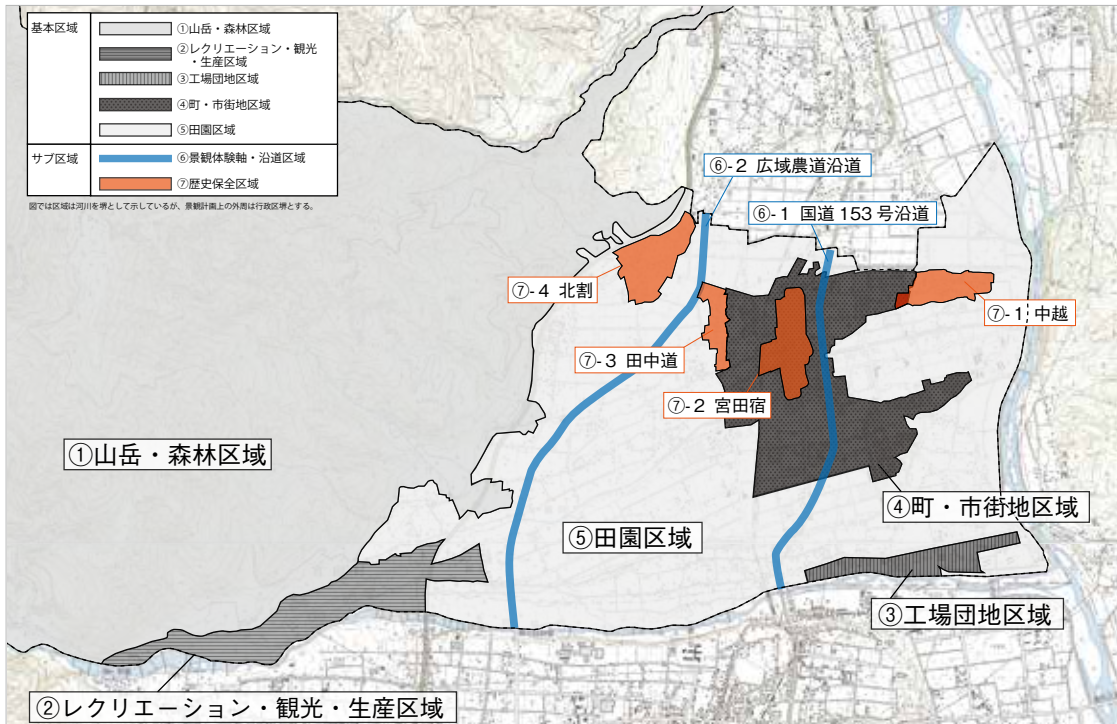 基本区域
①山岳・森林区域
②レクリエーション・観光
・生産区域
③工場団地区域
④町・市街地区域
⑤田園区域
サブ区域
⑥景観体験軸・沿道区域
⑦歴史保全区域
図では区域は河川を堺として示しているが、景観計画上の外周は行政区堺とする。
⑥-2 広域農道沿道
⑥-1 国道153号沿道
⑦-4 北割
⑦-1 中越
⑦-3 田中道
⑦-2 宮田宿
①山岳・森林区域
④町・市街地区域
⑤田園区域
③工場団地区域
②レクリエーション・観光・生産区域